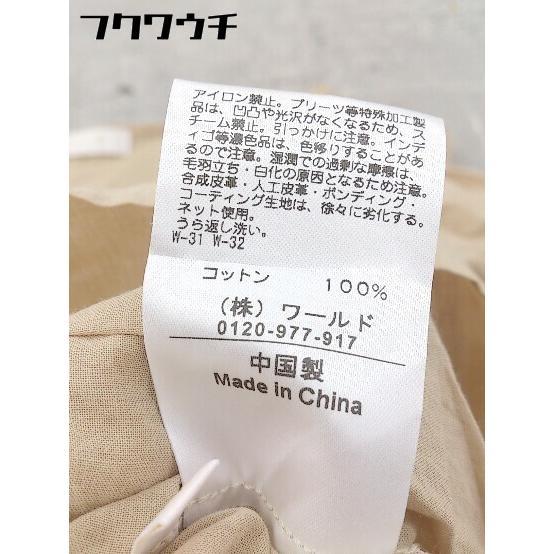 フクワウチ
アイロン禁止。プリーツ等特殊加工製
品は、凹凸や光沢がなくなるため、ス
チーム禁止。引っかけに注意。インデ
ィゴ等濃色品は、色移りすることがあ
るので注意。湿潤での過剰な摩擦は、
毛羽立ち・白化の原因となるため注意。
合成皮革・人工皮革・ボンディング・
コーティング生地は、徐々に劣化する。
ネット使用。
うら返し洗い。
W-31 W-32
コットン 100%
(株) ワールド
0120-977-917
中国製
Made in China